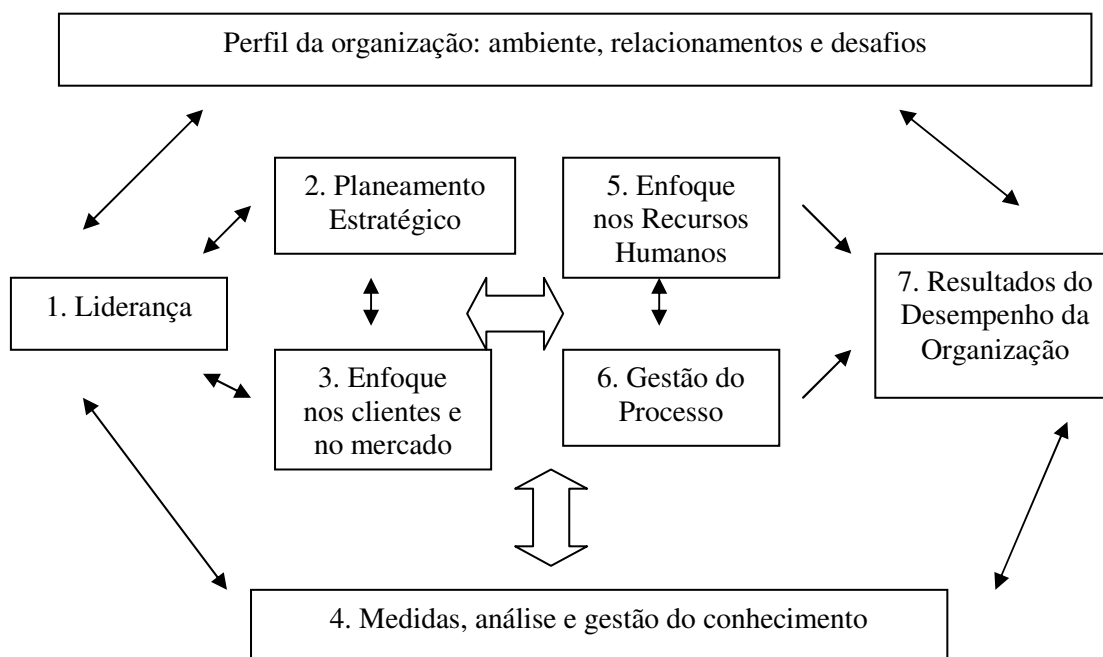 Perfil da organização: ambiente, relacionamentos e desafios
2. Planeamento
Estratégico
5. Enfoque
nos Recursos
Humanos
1. Liderança
7. Resultados do
Desempenho da
Organização
3. Enfoque
nos clientes e
no mercado
6. Gestão do
Processo
4. Medidas, análise e gestão do conhecimento